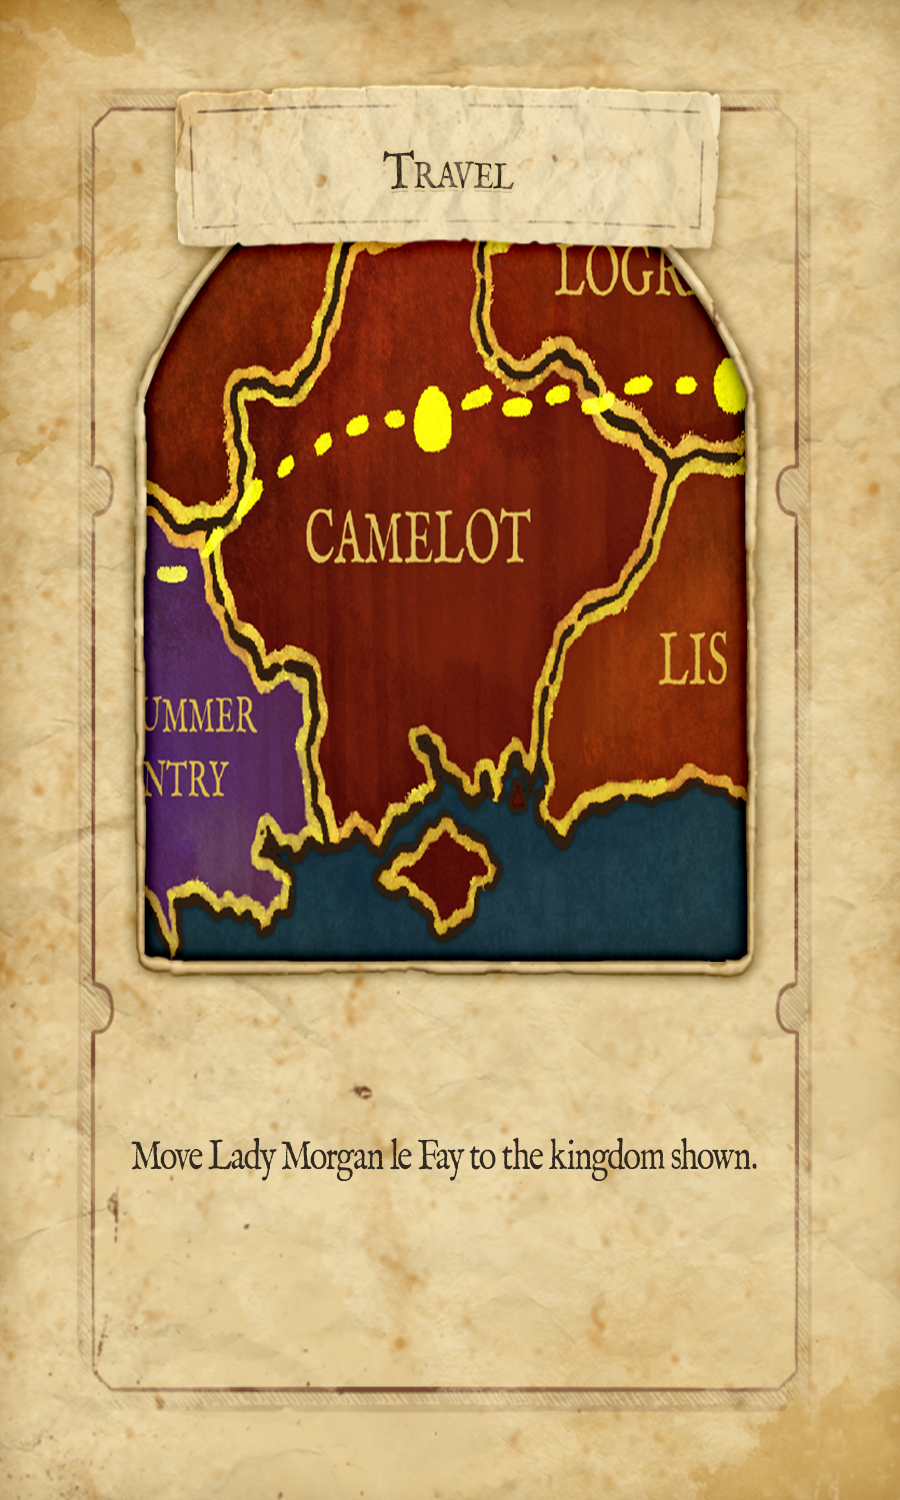 Travel
LOGR
CAMELOT
LIS
UMMER
NTRY
Move Lady Morgan le Fay to the kingdom shown.